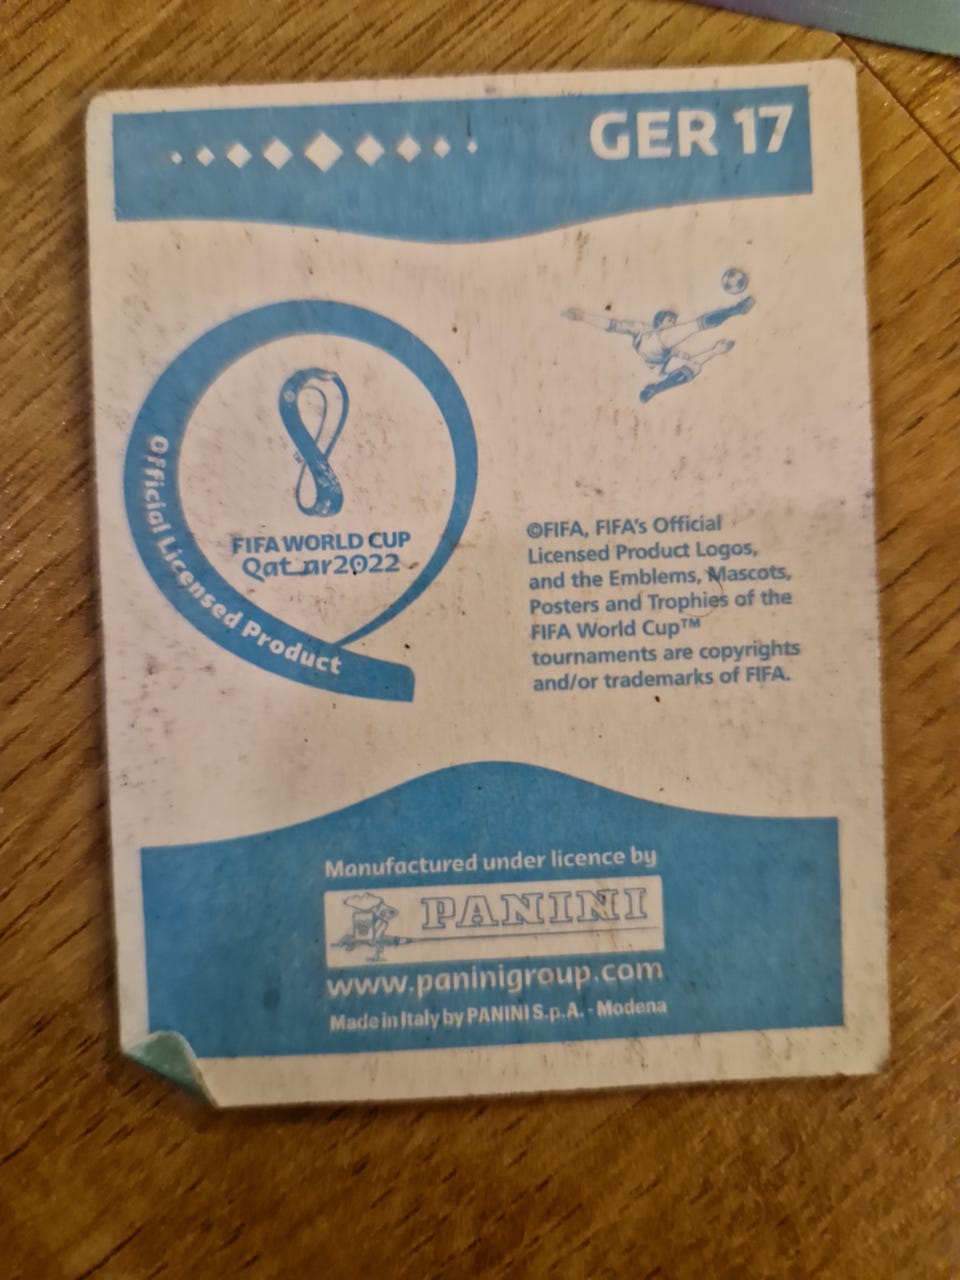 GER 17
Official Licensed Product
FIFA WORLD CUP
Qatar2022
©FIFA, FIFA's Official
Licensed Product Logos,
and the Emblems, Mascots,
Posters and Trophies of the
FIFA World Cup™
tournaments are copyrights
and/or trademarks of FIFA.
Manufactured under licence by
PANINI
www.paninigroup.com
Made in Italy by PANINI S.p.A. - Modena